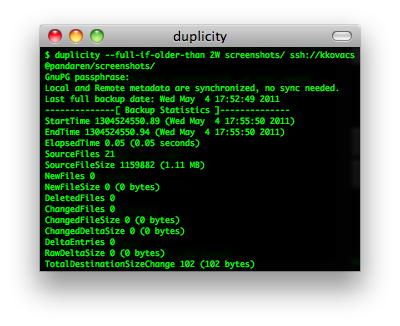 duplicity
$ duplicity --full-if-older-than 2W screenshots/ ssh://kkovacs
@pandaren/screenshots/
GnuPG passphrase:
Local and Remote metadata are synchronized, no sync needed.
Last full backup date: Wed May  4 17:52:49 2011
--------------[ Backup Statistics ]--------------
StartTime 1304524550.89 (Wed May  4 17:55:50 2011)
EndTime 1304524550.94 (Wed May  4 17:55:50 2011)
ElapsedTime 0.05 (0.05 seconds)
SourceFiles 21
SourceFileSize 1159882 (1.11 MB)
NewFiles 0
NewFileSize 0 (0 bytes)
DeletedFiles 0
ChangedFiles 0
ChangedFileSize 0 (0 bytes)
ChangedDeltaSize 0 (0 bytes)
DeltaEntries 0
RawDeltaSize 0 (0 bytes)
TotalDestinationSizeChange 102 (102 bytes)